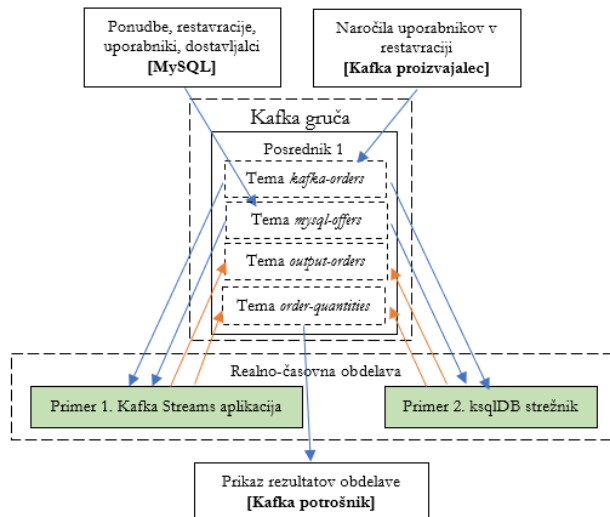 Ponudbe, restavracije,
uporabniki, dostavljalci
[MySQL]
Naročila uporabnikov v
restavraciji
[Kafka proizvajalec]
Kafka gruča
Posrednik 1
Tema kafka-orders
Tema mysql-offers
Tema output-orders
Tema order-quantities
Realno-časovna obdelava
Primer 1. Kafka Streams aplikacija
Primer 2. ksqlDB strežnik
Prikaz rezultatov obdelave
[Kafka potrošnik]